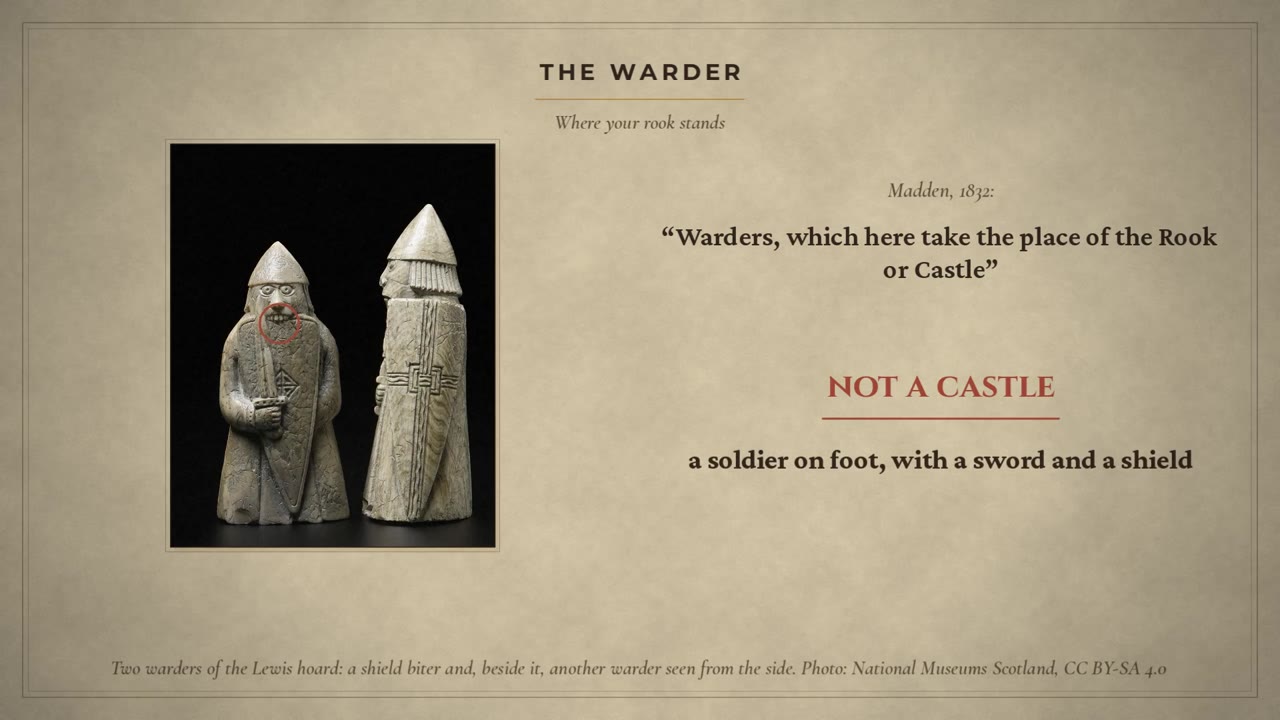 THE WARDER
Where your rook stands
Madden, 1832:
“Warders, which here take the place of the Rook
or Castle”
NOT A CASTLE
a soldier on foot, with a sword and a shield
Two warders of the Lewis hoard: a shield biter and, beside it, another warder seen from the side. Photo: National Museums Scotland, CC BY-SA 4.0